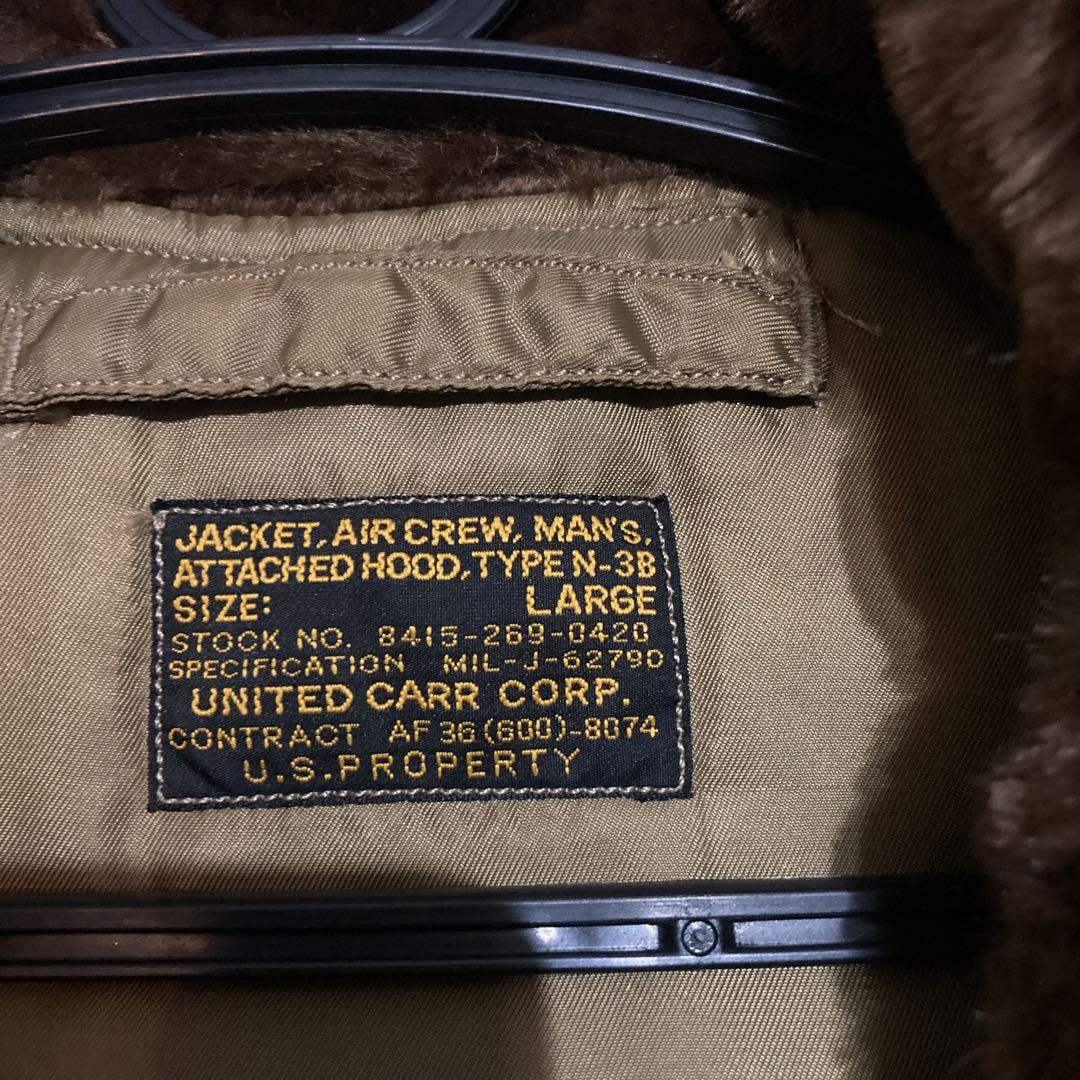 JACKET, AIR CREW, MAN'S,
ATTACHED HOOD, TYPE N-3B
SIZE: LARGE
STOCK NO. 8415-269-0420
SPECIFICATION MIL-J-6279D
UNITED CARR CORP.
CONTRACT AF 36(600)-8074
U.S. PROPERTY